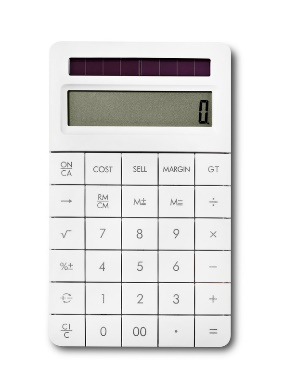 0.
ON/CA COST SELL MARGIN GT
→ RM/CM M± M= ÷
√ 7 8 9 ×
%± 4 5 6 −
1 2 3 +
CI/C 0 00 · =